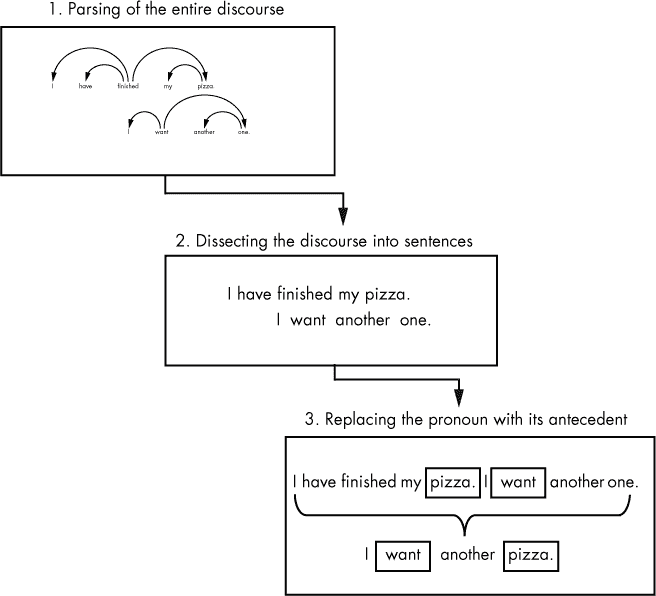 1. Parsing of the entire discourse
I have finished my pizza
I want another one.
2. Dissecting the discourse into sentences
I have finished my pizza.
I want another one.
3. Replacing the pronoun with its antecedent
I have finished my pizza. I want another one.
I want another pizza.